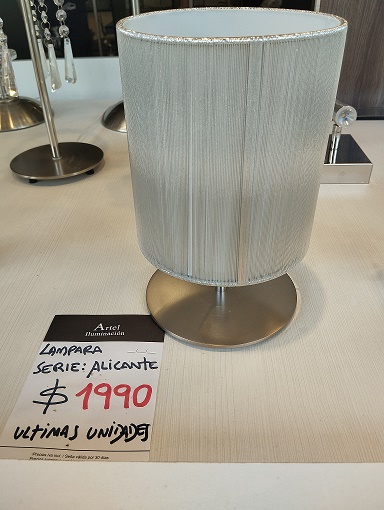 Artel
Iluminación
LAMPARA
SERIE: ALICANTE
$ 1990
ULTIMAS UNIDADES